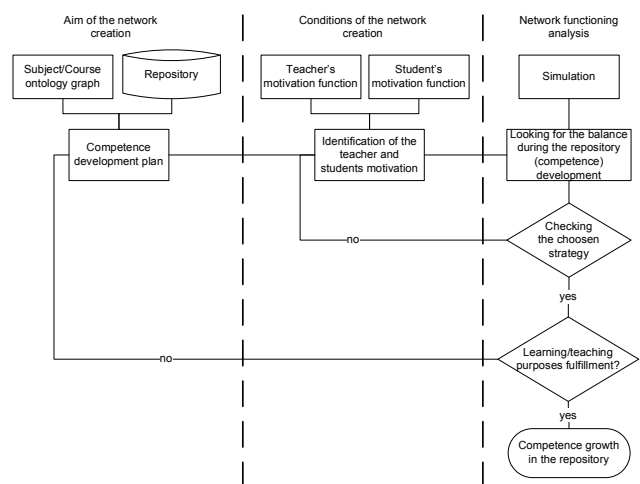 Aim of the network
creation
Conditions of the network
creation
Network functioning
analysis
Subject/Course
ontology graph
Repository
Teacher's
motivation function
Student's
motivation function
Simulation
Competence
development plan
Identification of the
teacher and
students motivation
Looking for the balance
during the repository
(competence)
development
Checking
the choosen
strategy
no
yes
Learning/teaching
purposes fulfillment?
no
yes
Competence growth
in the repository